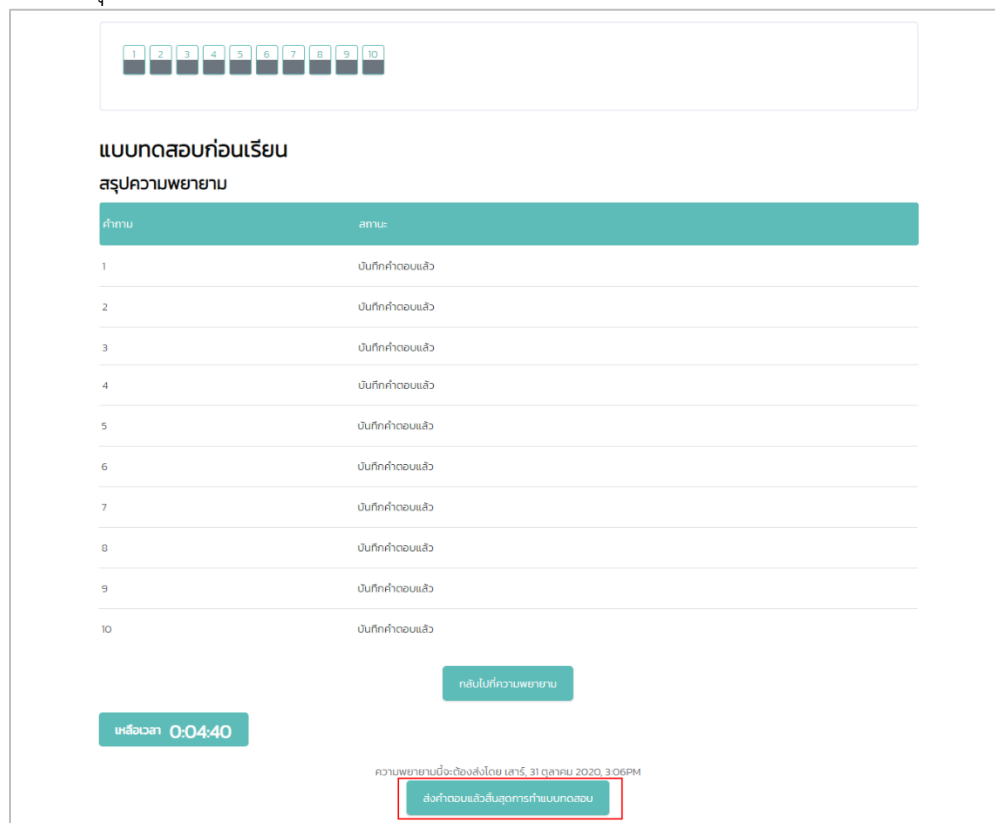 1 2 3 4 5 6 7 8 9 10
แบบทดสอบก่อนเรียน
สรุปความพยายาม
คำถาม สถานะ
1 บันทึกคำตอบแล้ว
2 บันทึกคำตอบแล้ว
3 บันทึกคำตอบแล้ว
4 บันทึกคำตอบแล้ว
5 บันทึกคำตอบแล้ว
6 บันทึกคำตอบแล้ว
7 บันทึกคำตอบแล้ว
8 บันทึกคำตอบแล้ว
9 บันทึกคำตอบแล้ว
10 บันทึกคำตอบแล้ว
กลับไปที่ความพยายาม
เหลือเวลา 0:04:40
ความพยายามนี้จะต้องส่งโดย เสาร์, 31 ตุลาคม 2020, 3:06PM
ส่งคำตอบแล้วสิ้นสุดการทำแบบทดสอบ